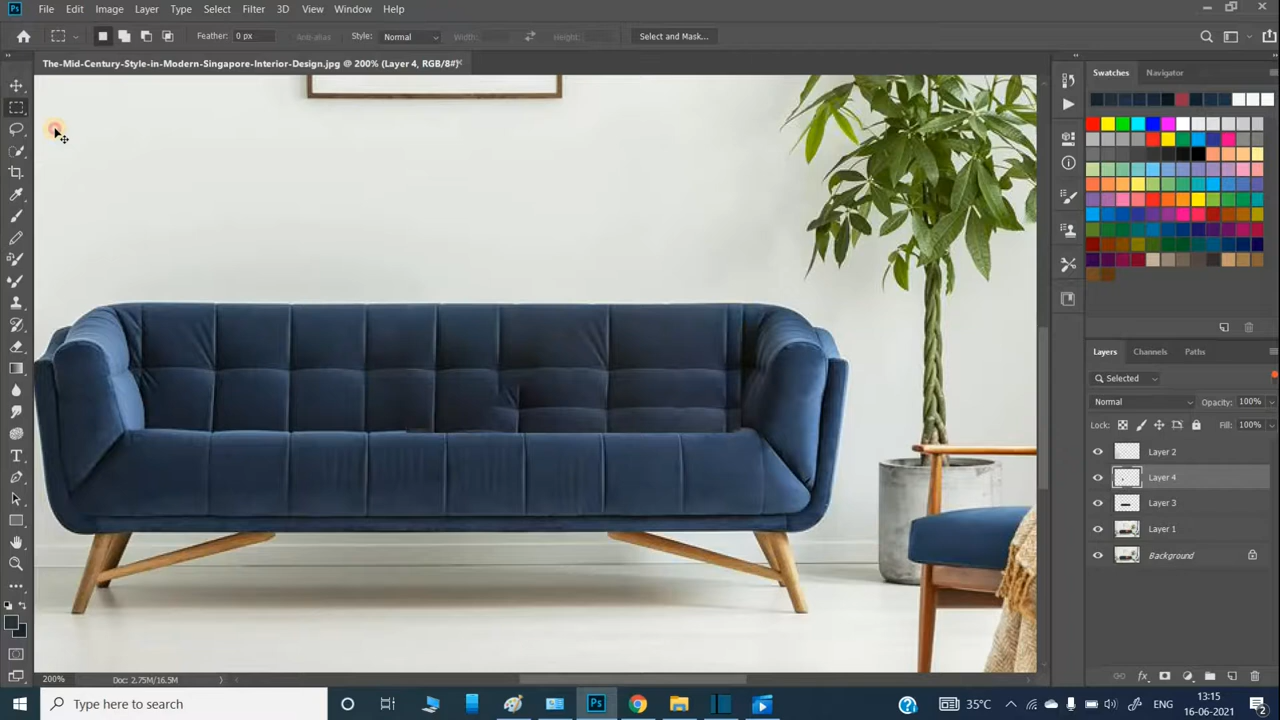 Ps File Edit Image Layer Type Select Filter 3D View Window Help
Feather: 0 px Anti-alias Style: Normal Width: Height: Select and Mask...
The-Mid-Century-Style-in-Modern-Singapore-Interior-Design.jpg @ 200% (Layer 4, RGB/8#)
Swatches Navigator
Layers Channels Paths
Selected
Normal Opacity: 100%
Lock: Fill: 100%
Layer 2
Layer 4
Layer 3
Layer 1
Background
200% Doc: 2.75M/16.5M
Type here to search Ps 35°C ENG 13:15
16-06-2021 2